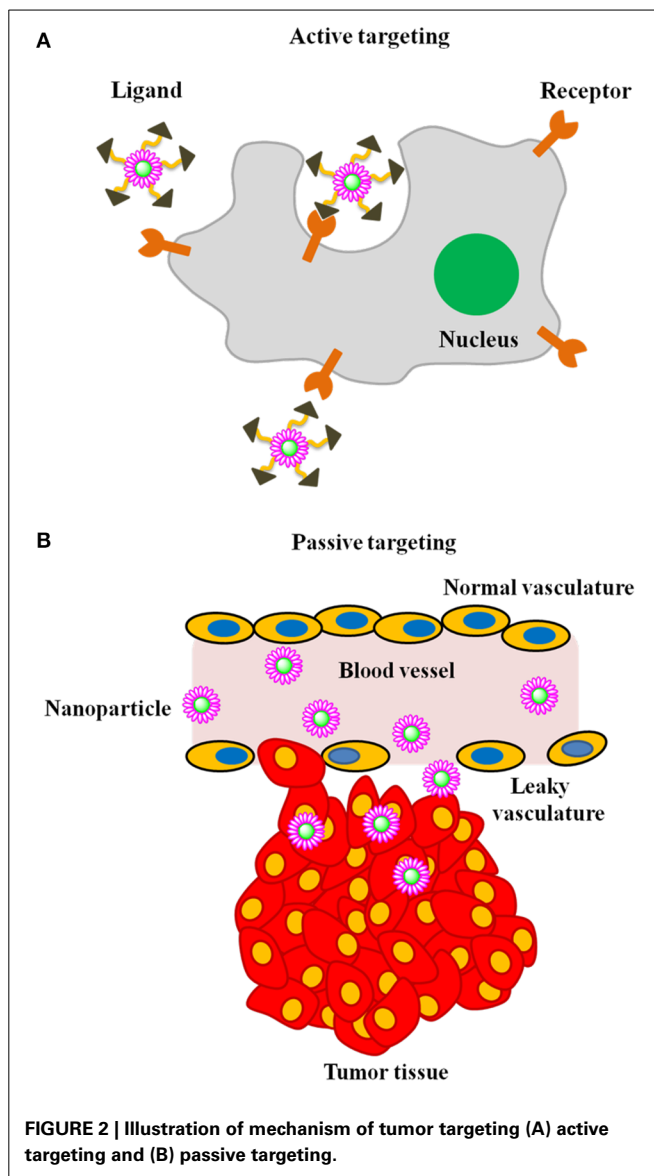 A
Active targeting
Ligand
Receptor
Nucleus
B
Passive targeting
Normal vasculature
Blood vessel
Nanoparticle
Leaky
vasculature
Tumor tissue
FIGURE 2 | Illustration of mechanism of tumor targeting (A) active
targeting and (B) passive targeting.